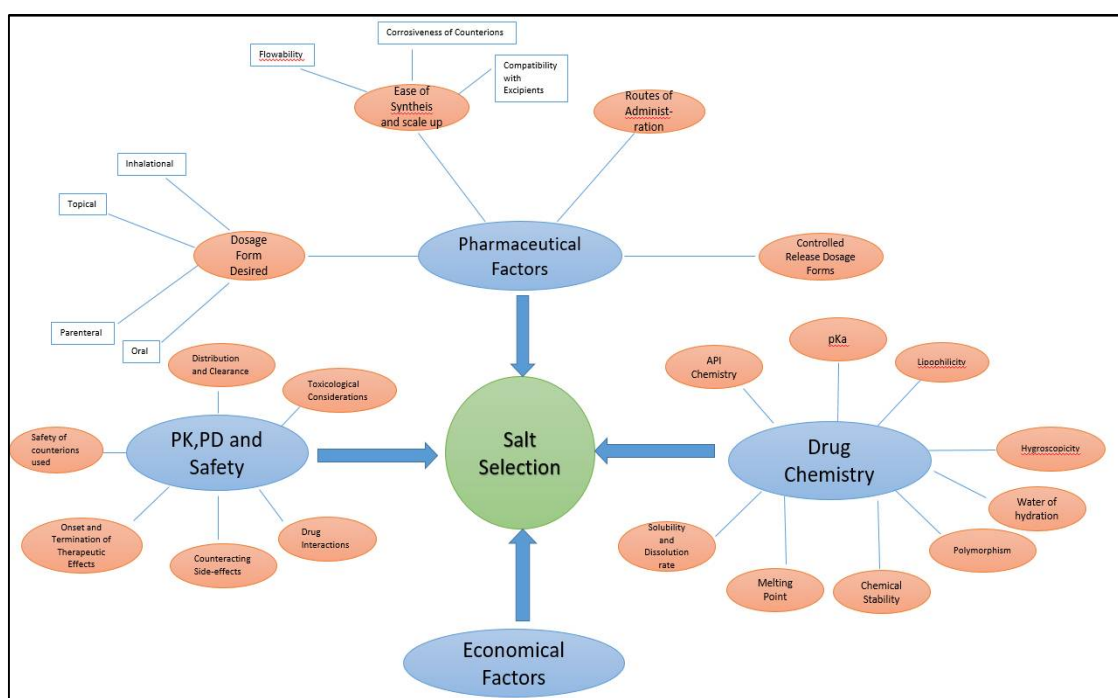 Corrosiveness of Counterions
Flowability
Compatibility
with
Excipients
Ease of
Syntheis
and scale up
Routes of
Administ-
ration
Inhalational
Topical
Dosage
Form
Desired
Parenteral
Oral
Pharmaceutical
Factors
Controlled
Release Dosage
Forms
Distribution
and Clearance
Toxicological
Considerations
Safety of
counterions
used
PK,PD and
Safety
Onset and
Termination of
Therapeutic
Effects
Counteracting
Side-effects
Drug
Interactions
Salt
Selection
API
Chemistry
pKa
Lipophilicity
Drug
Chemistry
Hygroscopicity
Water of
hydration
Polymorphism
Chemical
Stability
Melting
Point
Solubility
and
Dissolution
rate
Economical
Factors